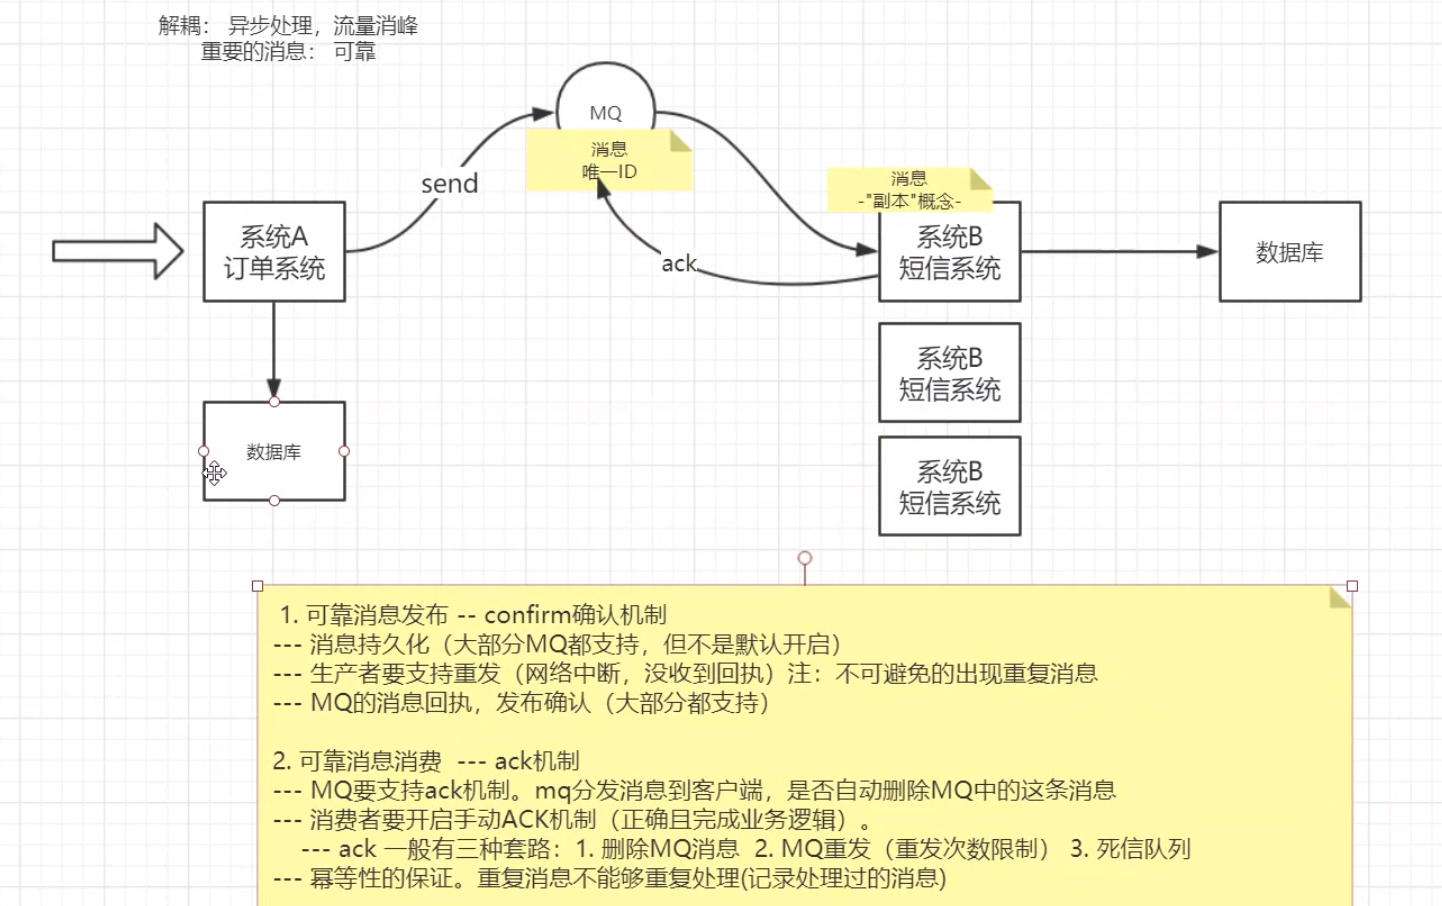 解耦： 异步处理，流量消峰
重要的消息： 可靠
MQ
消息
唯一ID
send
消息
-"副本"概念-
系统A
订单系统
系统B
短信系统
数据库
ack
系统B
短信系统
数据库
系统B
短信系统
1. 可靠消息发布 -- confirm确认机制
--- 消息持久化（大部分MQ都支持，但不是默认开启）
--- 生产者要支持重发（网络中断，没收到回执）注：不可避免的出现重复消息
--- MQ的消息回执，发布确认（大部分都支持）
2. 可靠消息消费 --- ack机制
--- MQ要支持ack机制。mq分发消息到客户端，是否自动删除MQ中的这条消息
--- 消费者要开启手动ACK机制（正确且完成业务逻辑）。
--- ack 一般有三种套路：1. 删除MQ消息 2. MQ重发（重发次数限制） 3. 死信队列
--- 幂等性的保证。重复消息不能够重复处理(记录处理过的消息)